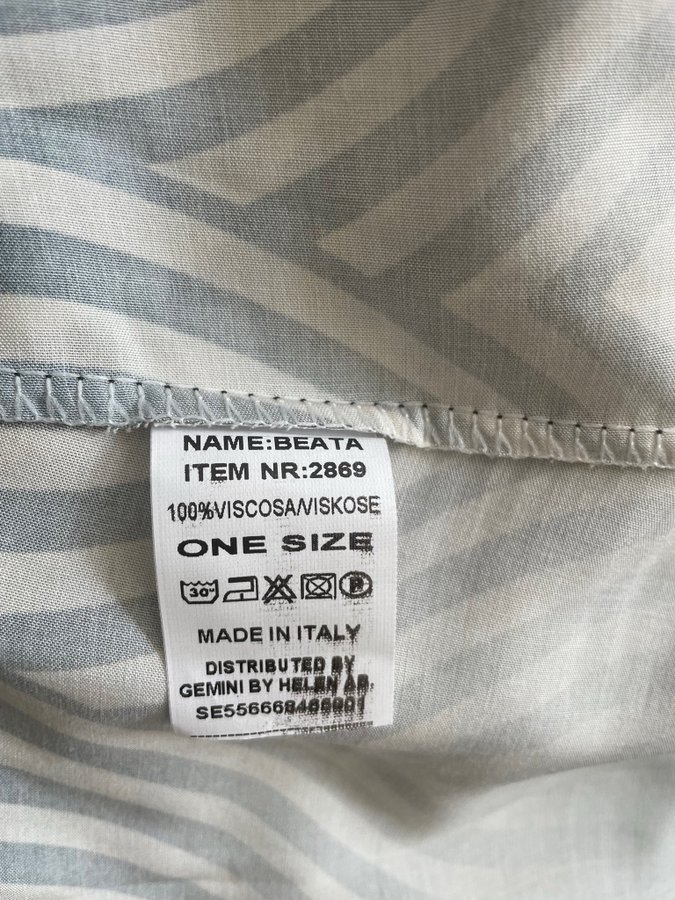 NAME:BEATA
ITEM NR:2869
100%VISCOSA/VISKOSE
ONE SIZE
30°
P
MADE IN ITALY
DISTRIBUTED BY
GEMINI BY HELEN AB.